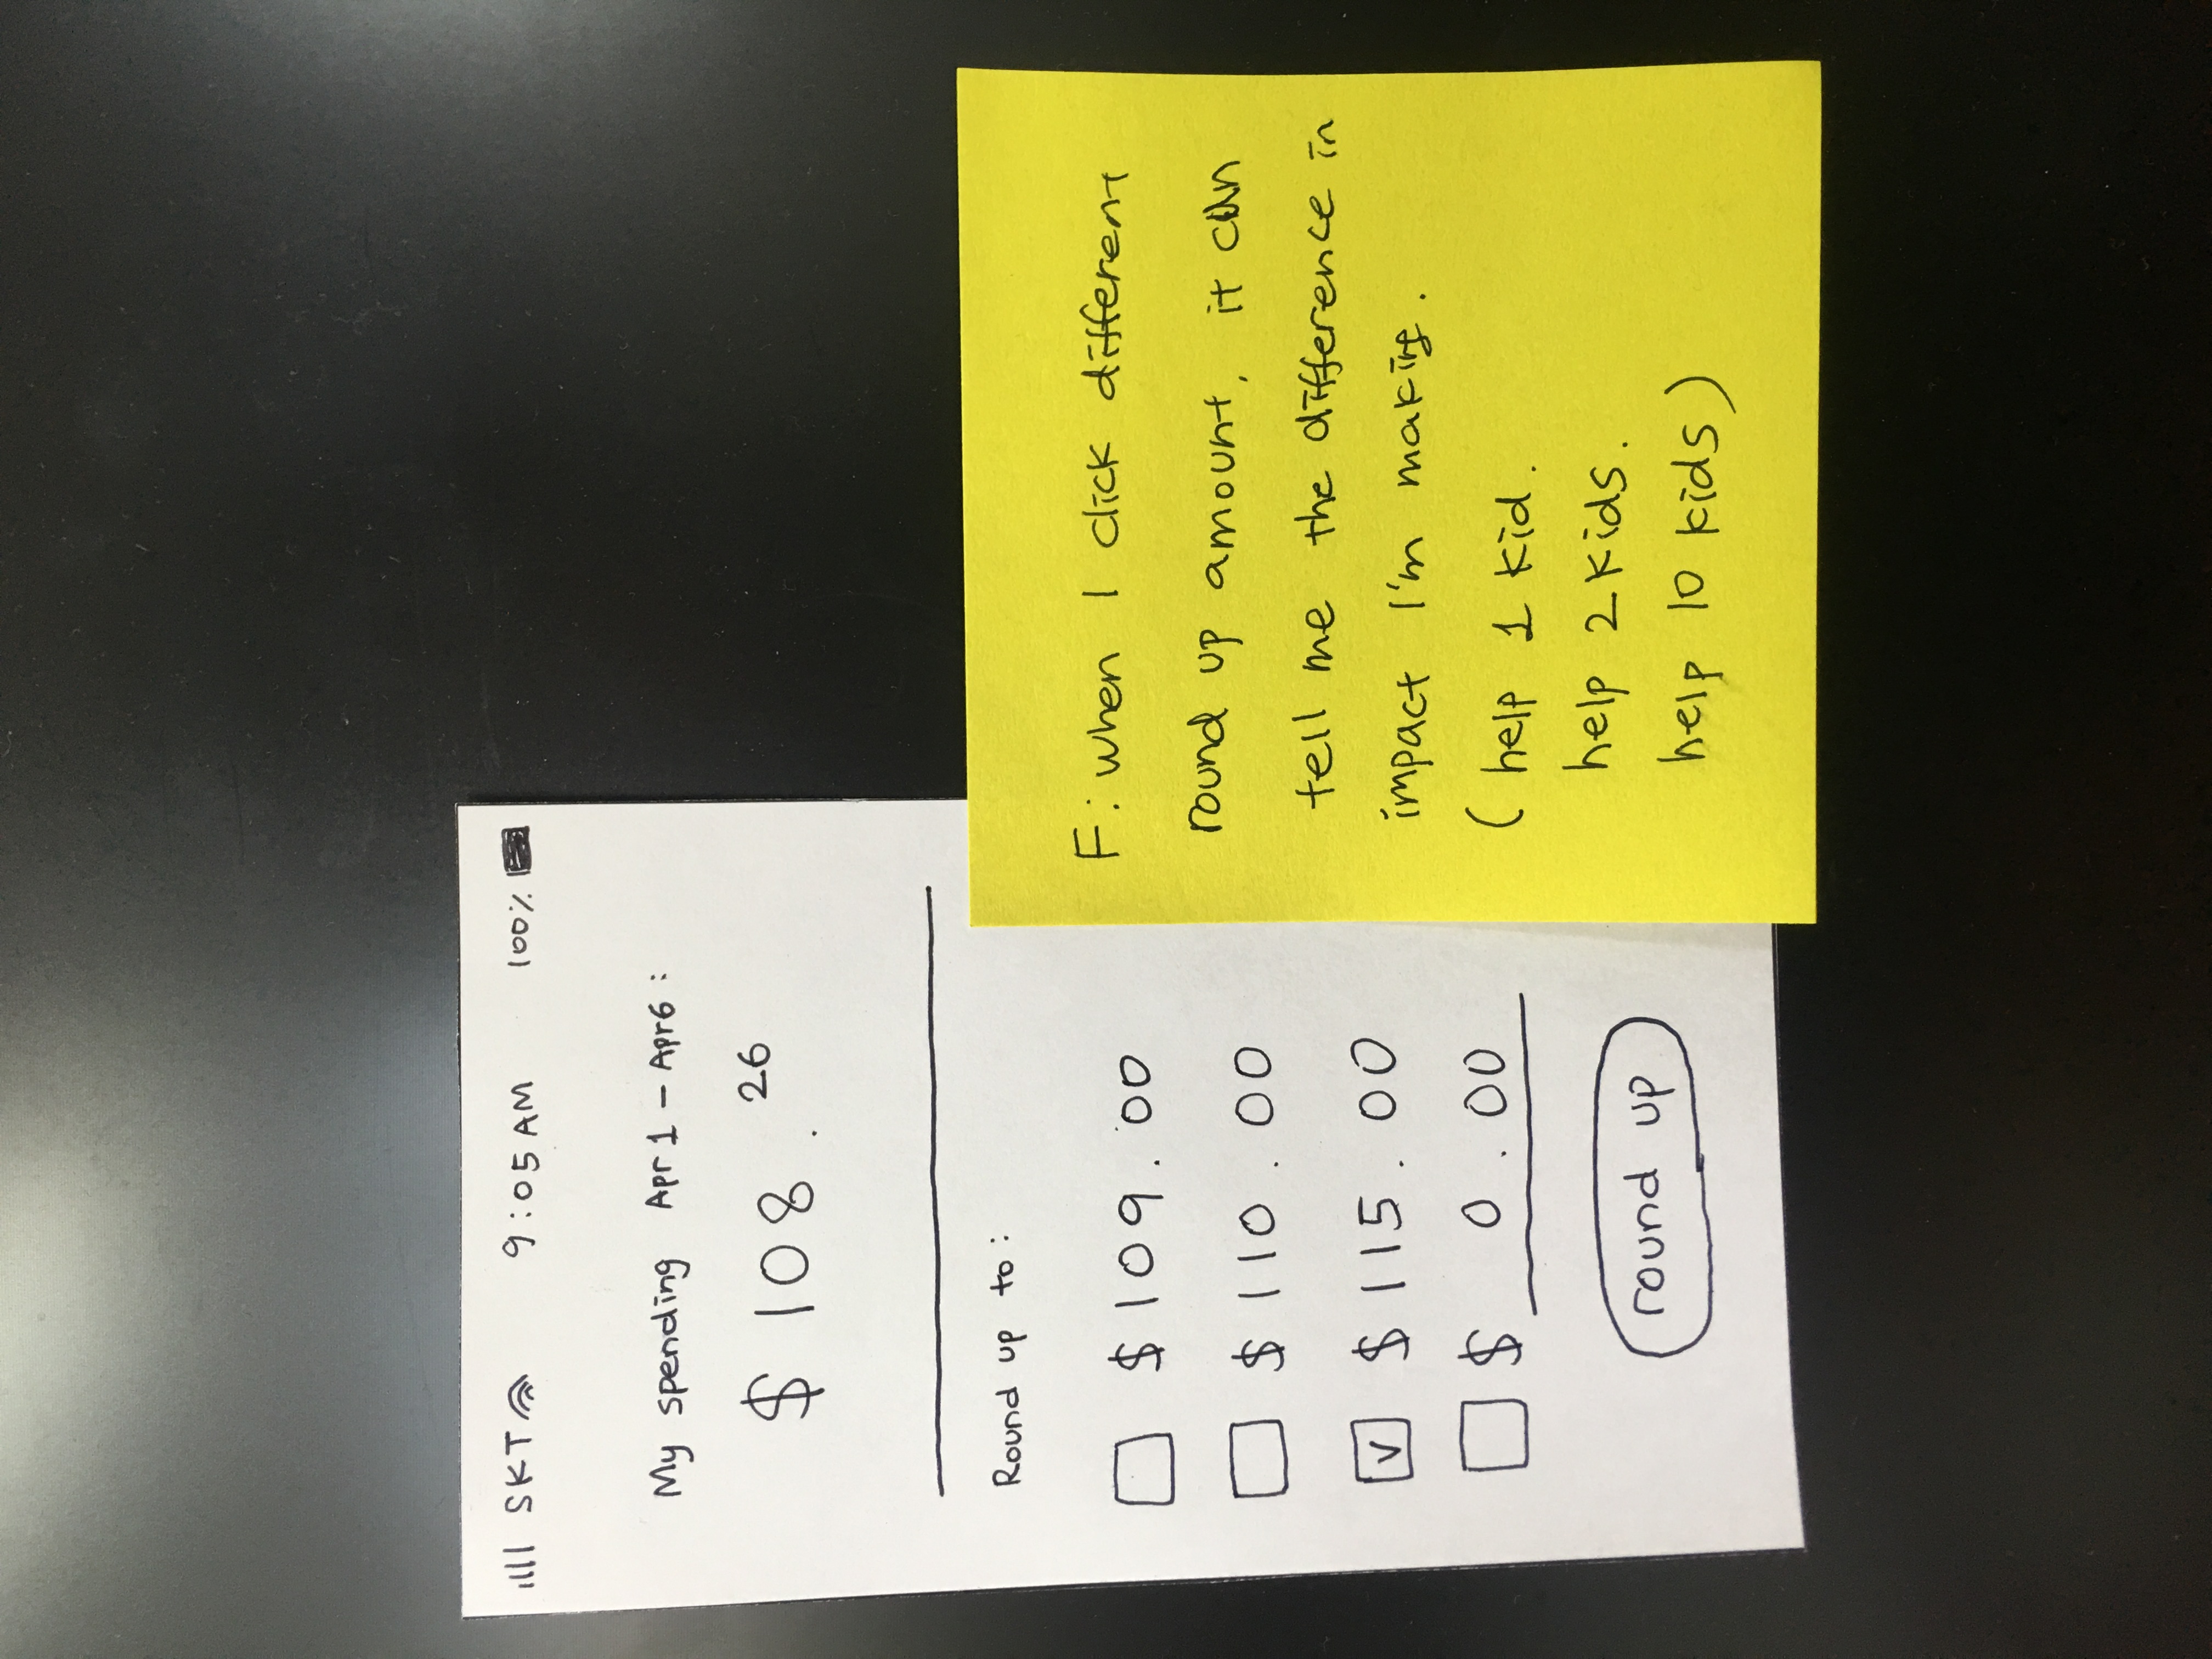 SKT 9:05 AM 100%
My spending Apr 1 - Apr 6 :
$ 108 . 26
Round up to :
$ 109 . 00
$ 110 . 00
v $ 115 . 00
$ 0 . 00
round up
F : when I click different
round up amount, it can
tell me the difference in
impact I'm making.
( help 1 kid.
help 2 kids.
help 10 kids )